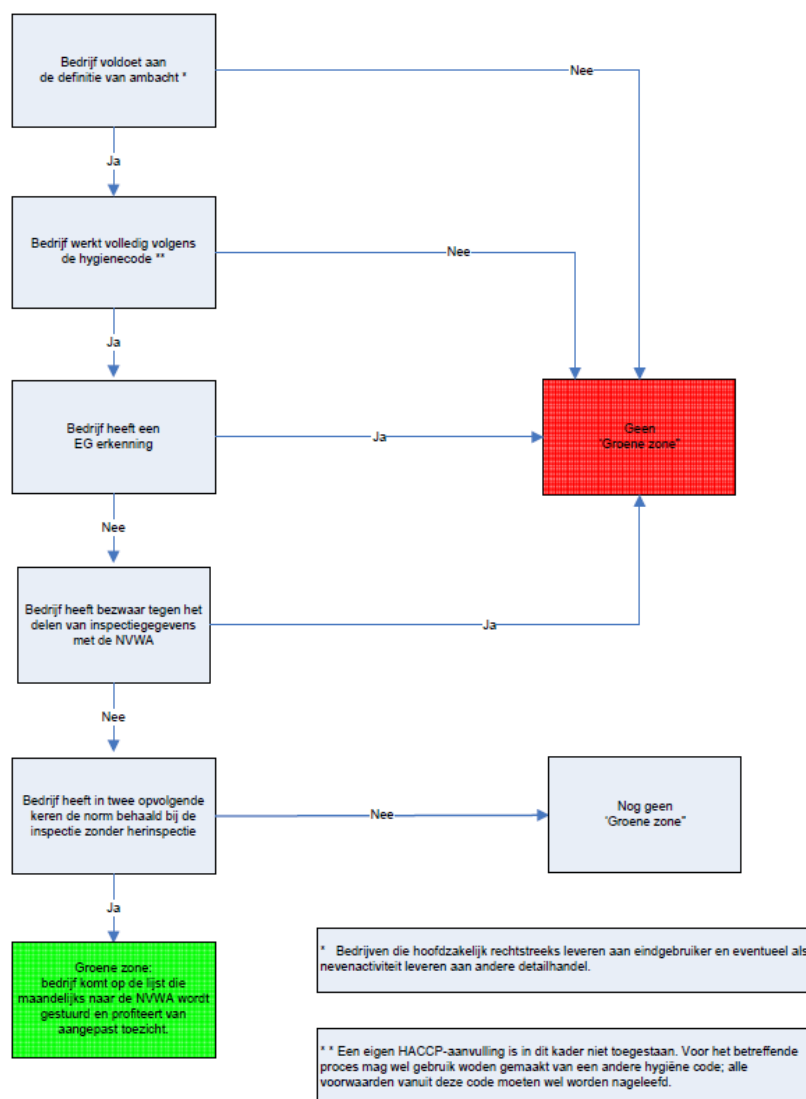 Bedrijf voldoet aan
de definitie van ambacht *
Nee
Ja
Bedrijf werkt volledig volgens
de hygienecode **
Nee
Ja
Bedrijf heeft een
EG erkenning
Ja
Geen
'Groene zone"
Nee
Bedrijf heeft bezwaar tegen het
delen van inspectiegegevens
met de NVWA
Ja
Nee
Bedrijf heeft in twee opvolgende
keren de norm behaald bij de
inspectie zonder herinspectie
Nee
Nog geen
'Groene zone"
Ja
Groene zone:
bedrijf komt op de lijst die
maandelijks naar de NVWA wordt
gestuurd en profiteert van
aangepast toezicht.
* Bedrijven die hoofdzakelijk rechtstreeks leveren aan eindgebruiker en eventueel als
nevenactiviteit leveren aan andere detailhandel.
* * Een eigen HACCP-aanvulling is in dit kader niet toegestaan. Voor het betreffende
proces mag wel gebruik woden gemaakt van een andere hygiëne code; alle
voorwaarden vanuit deze code moeten wel worden nageleefd.